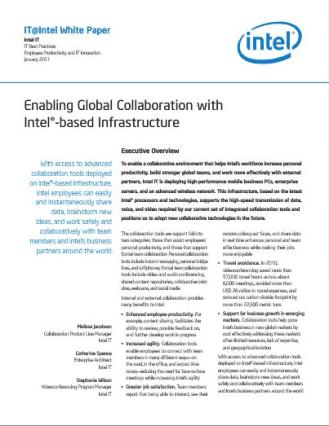 IT@Intel White Paper
Intel IT
IT Best Practices
Employee Productivity and IT Innovation
January 2011
intel
Enabling Global Collaboration with
Intel®-based Infrastructure
Executive Overview
With access to advanced
collaboration tools deployed
on Intel®-based infrastructure,
Intel employees can easily
and instantaneously share
data, brainstorm new
ideas, and work safely and
collaboratively with team
members and Intel's business
partners around the world.
Melissa Jacobson
Collaboration Product Line Manager
Intel IT
Catherine Spence
Enterprise Architect
Intel IT
Stephanie Wilson
Videoconferencing Program Manager
Intel IT
To enable a collaborative environment that helps Intel's workforce increase personal
productivity, build stronger global teams, and work more effectively with external
partners, Intel IT is deploying high-performance mobile business PCs, enterprise
servers, and an advanced wireless network. This infrastructure, based on the latest
Intel® processors and technologies, supports the high-speed transmission of data,
voice, and video required by our current set of integrated collaboration tools and
positions us to adopt new collaborative technologies in the future.
The collaboration tools we support fall into
two categories: those that assist employees'
personal productivity, and those that support
formal team collaboration. Personal collaboration
tools include instant messaging, personal bridge
lines, and softphones; formal team collaboration
tools include video and audio conferencing,
shared content repositories, collaborative
webcasts, and social media.
Internal and external collaboration provides
many benefits to Intel:
• Enhanced employee productivity. For
example, content sharing facilitates the
ability to review, provide feedback on,
and further develop work in progress.
• Increased agility. Collaboration tools
enable employees to connect with team
members in many different ways—on
the road, in the office, and across time
zones—reducing the need for face-to-face
meetings while increasing Intel's agility.
• Greater job satisfaction. Team members
report that being able to interact, see their
remote colleagues' faces, and share data
in real time enhances personal and team
effectiveness while making their jobs
more enjoyable.
• Travel avoidance. In 2010,
videoconferencing saved more than
87,000 travel hours across about
8,000 meetings, avoided more than
USD 26 million in travel expenses, and
reduced our carbon dioxide footprint by
more than 22,500 metric tons.
• Support for business growth in emerging
markets. Collaboration tools help grow
Intel's business in new global markets by
cost effectively addressing these markets'
often limited resources, lack of expertise,
and geographical isolation.
With access to advanced collaboration tools
deployed on Intel®-based infrastructure, Intel
employees can easily and instantaneously
share data, brainstorm new ideas, and work
safely and collaboratively with team members
and Intel's business partners around the world.